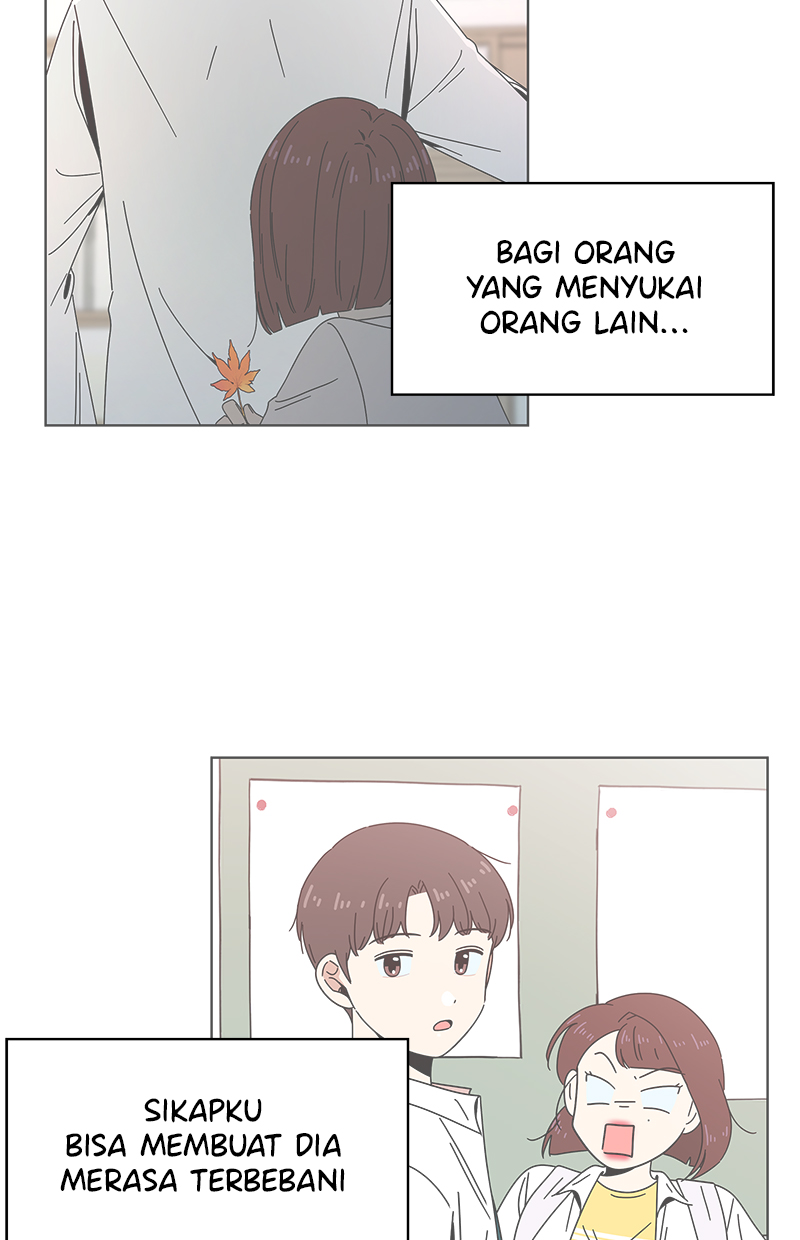 BAGI ORANG
YANG MENYUKAI
ORANG LAIN...
SIKAPKU
BISA MEMBUAT DIA
MERASA TERBEBANI